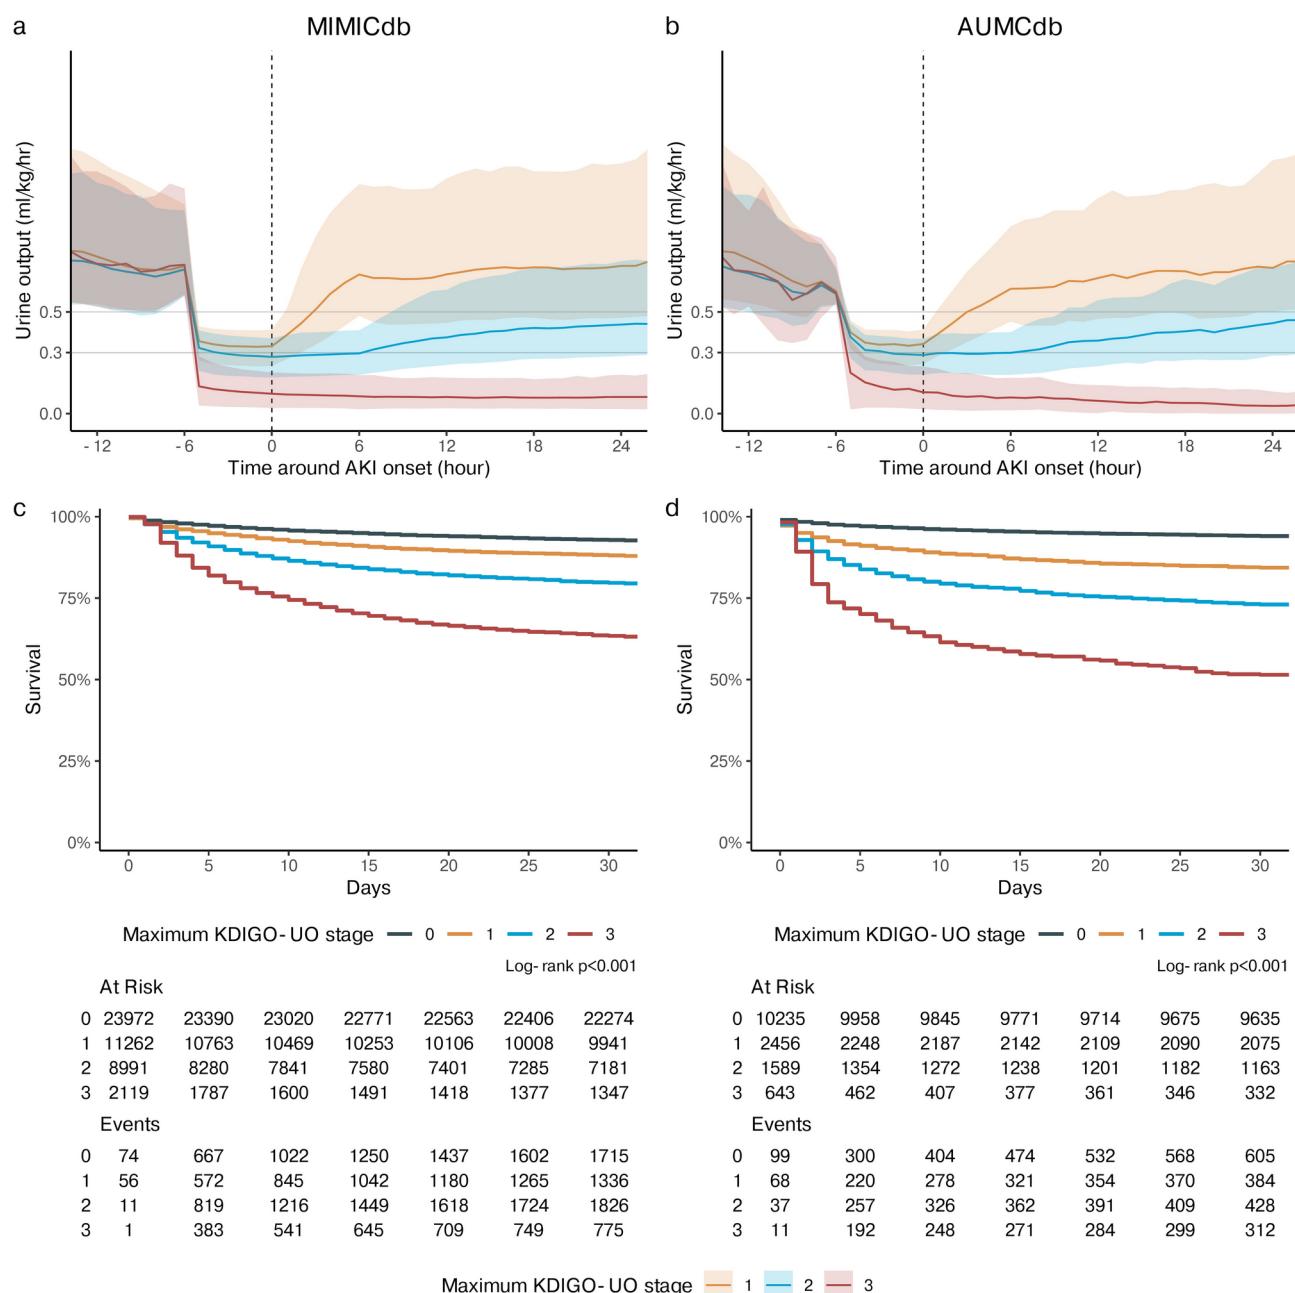 a
MIMICdb
Urine output (ml/kg/hr)
0.5
0.3
0.0
-12 -6 0 6 12 18 24
Time around AKI onset (hour)
b
AUMCdb
Urine output (ml/kg/hr)
0.5
0.3
0.0
-12 -6 0 6 12 18 24
Time around AKI onset (hour)
c
Survival
100%
75%
50%
25%
0%
0 5 10 15 20 25 30
Days
Maximum KDIGO-UO stage 0 1 2 3
Log-rank p<0.001
At Risk
0 23972 23390 23020 22771 22563 22406 22274
1 11262 10763 10469 10253 10106 10008 9941
2 8991 8280 7841 7580 7401 7285 7181
3 2119 1787 1600 1491 1418 1377 1347
Events
0 74 667 1022 1250 1437 1602 1715
1 56 572 845 1042 1180 1265 1336
2 11 819 1216 1449 1618 1724 1826
3 1 383 541 645 709 749 775
d
Survival
100%
75%
50%
25%
0%
0 5 10 15 20 25 30
Days
Maximum KDIGO-UO stage 0 1 2 3
Log-rank p<0.001
At Risk
0 10235 9958 9845 9771 9714 9675 9635
1 2456 2248 2187 2142 2109 2090 2075
2 1589 1354 1272 1238 1201 1182 1163
3 643 462 407 377 361 346 332
Events
0 99 300 404 474 532 568 605
1 68 220 278 321 354 370 384
2 37 257 326 362 391 409 428
3 11 192 248 271 284 299 312
Maximum KDIGO-UO stage 1 2 3